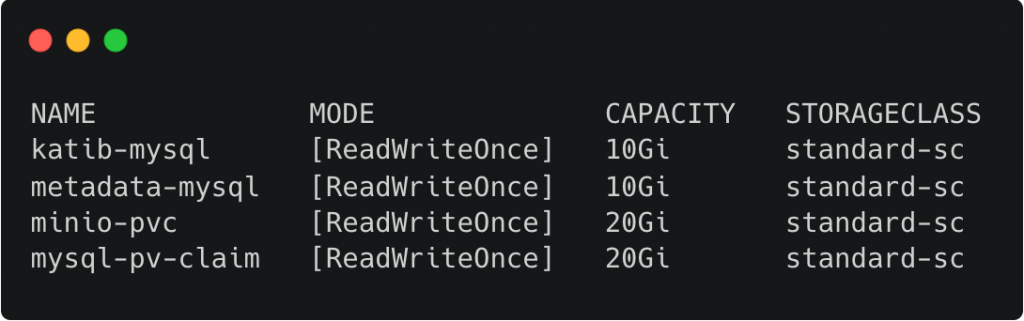 NAME MODE CAPACITY STORAGECLASS
katib-mysql [ReadWriteOnce] 10Gi standard-sc
metadata-mysql [ReadWriteOnce] 10Gi standard-sc
minio-pvc [ReadWriteOnce] 20Gi standard-sc
mysql-pv-claim [ReadWriteOnce] 20Gi standard-sc